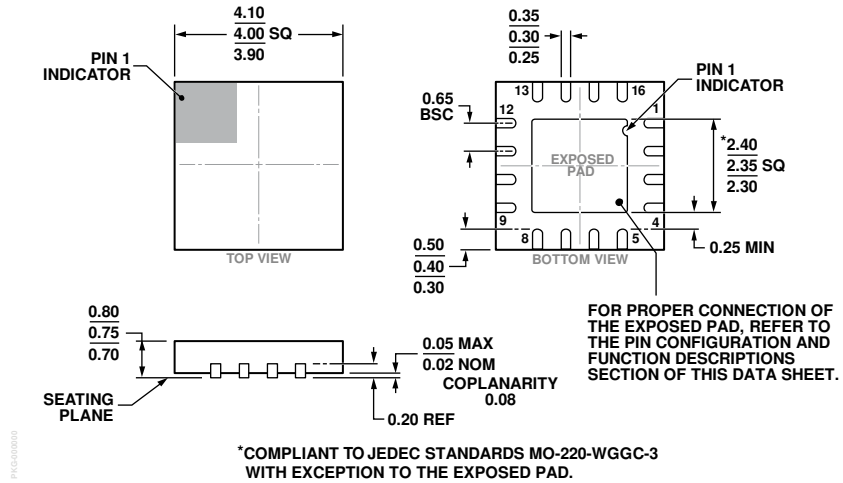 4.10
4.00 SQ
3.90
PIN 1
INDICATOR
TOP VIEW
0.35
0.30
0.25
PIN 1
INDICATOR
0.65
BSC
13
16
12
1
EXPOSED
PAD
*2.40
2.35 SQ
2.30
9
4
8
5
BOTTOM VIEW
0.50
0.40
0.30
0.25 MIN
FOR PROPER CONNECTION OF
THE EXPOSED PAD, REFER TO
THE PIN CONFIGURATION AND
FUNCTION DESCRIPTIONS
SECTION OF THIS DATA SHEET.
0.80
0.75
0.70
SEATING
PLANE
0.05 MAX
0.02 NOM
COPLANARITY
0.08
0.20 REF
*COMPLIANT TO JEDEC STANDARDS MO-220-WGGC-3
WITH EXCEPTION TO THE EXPOSED PAD.
PKG-000000